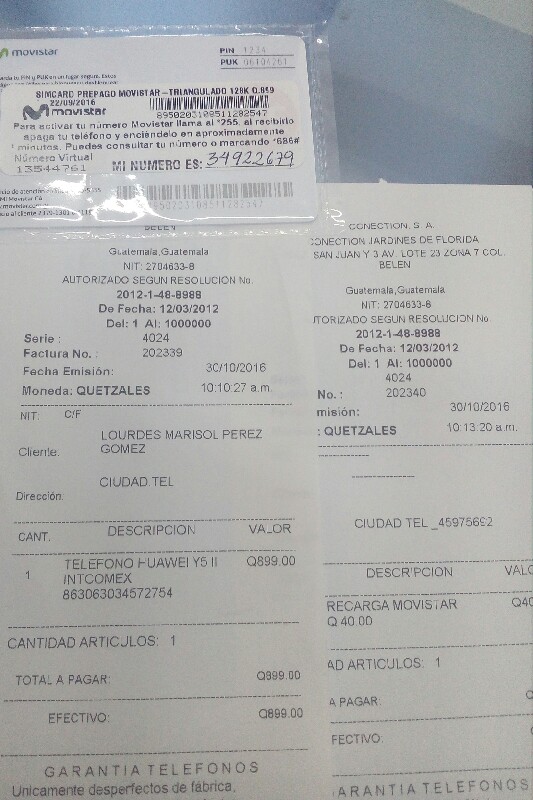 movistar
PIN 1234
PUK 06104261
SIMCARD PREPAGO MOVISTAR -TRIANGULADO 128K Q.819
22/09/2016
movistar
8950203108511282547
Para activar tu número Movistar llama al *255, al recibirlo
apaga tu teléfono y enciéndelo en aproximadamente
minutos. Puedes consultar tu número o marcando *686#
Número Virtual
13544761
MI NUMERO ES: 34922679
8950203108511282547
BELEN
Guatemala,Guatemala
NIT: 2704633-8
AUTORIZADO SEGUN RESOLUCION No.
2012-1-48-8988
De Fecha: 12/03/2012
Del: 1 Al: 1000000
Serie : 4024
Factura No. : 202339
Fecha Emisión: 30/10/2016
Moneda: QUETZALES 10:10:27 a.m.
NIT: C/F
Cliente: LOURDES MARISOL PEREZ
GOMEZ
Dirección: CIUDAD.TEL
CANT. DESCRIPCION VALOR
1 TELEFONO HUAWEI Y5 II Q899.00
INTCOMEX
863063034572754
CANTIDAD ARTICULOS: 1
TOTAL A PAGAR: Q899.00
EFECTIVO: Q899.00
GARANTIA TELEFONOS
Unicamente desperfectos de fábrica.
CONECTION, S. A.
CONECTION JARDINES DE FLORIDA
SAN JUAN Y 3 AV. LOTE 23 ZONA 7 COL.
BELEN
Guatemala,Guatemala
NIT: 2704633-8
TORIZADO SEGUN RESOLUCION No.
2012-1-48-8988
De Fecha: 12/03/2012
Del: 1 Al: 1000000
4024
No. : 202340
misión: 30/10/2016
: QUETZALES 10:13:20 a.m.
CIUDAD TEL _45975662
DESCRIPCION VALO
RECARGA MOVISTAR Q40
Q 40.00
AD ARTICULOS: 1
A PAGAR:
FECTIVO:
ARANTIA TELEFONOS